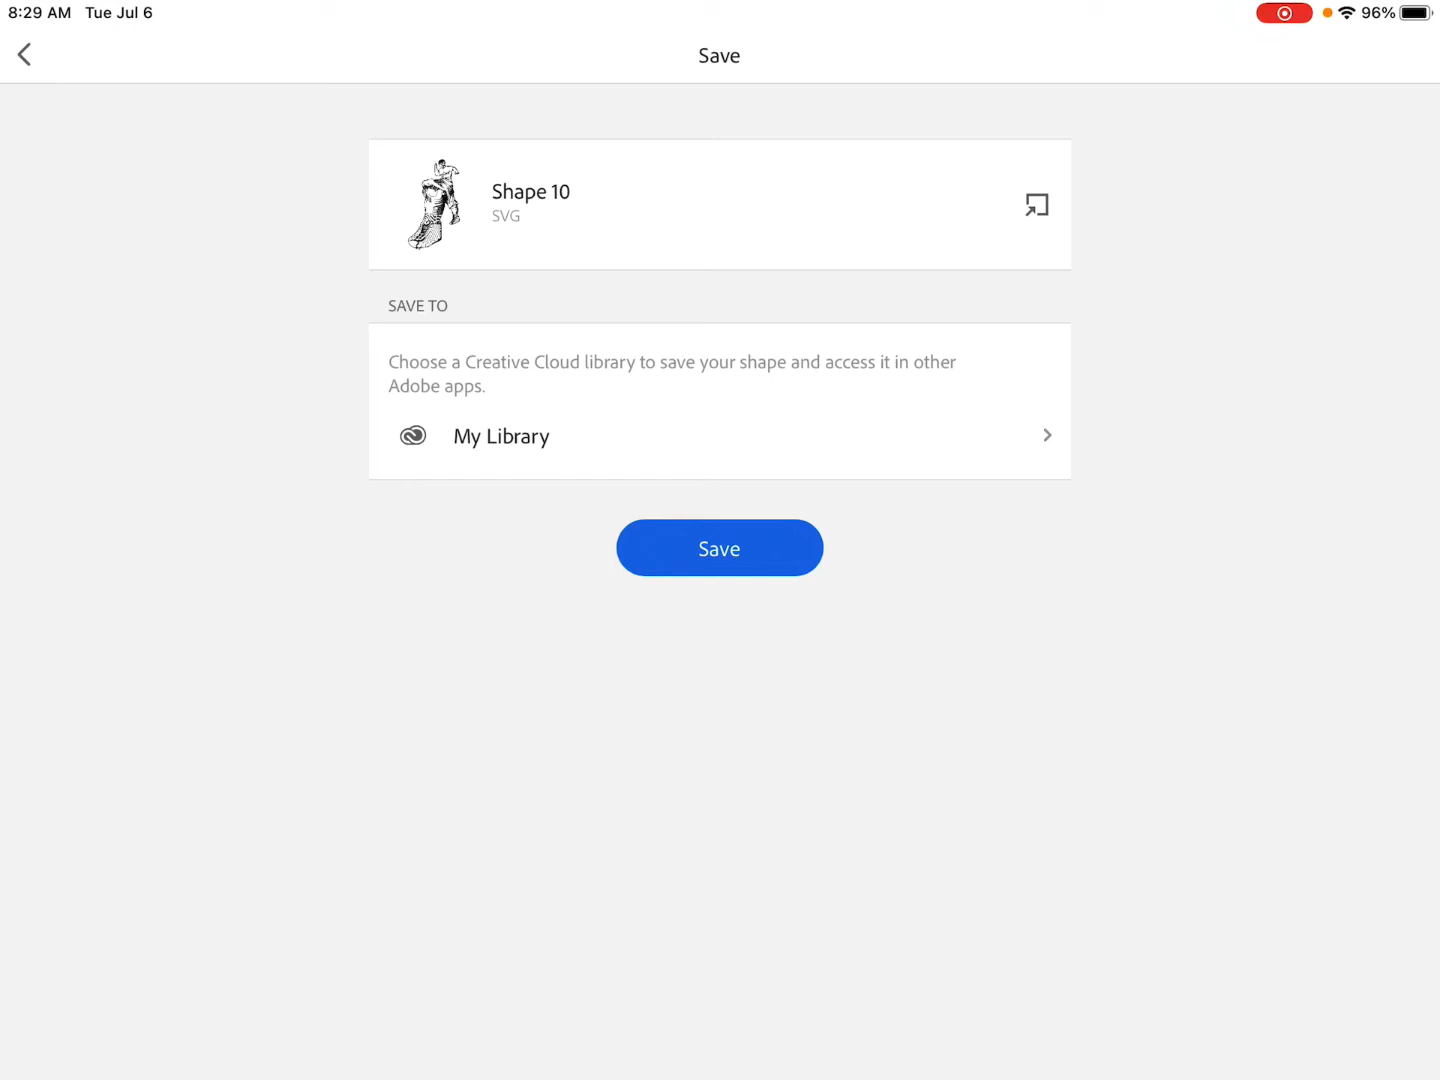 8:29 AM Tue Jul 6
96%
Save
Shape 10
SVG
SAVE TO
Choose a Creative Cloud library to save your shape and access it in other
Adobe apps.
My Library
Save